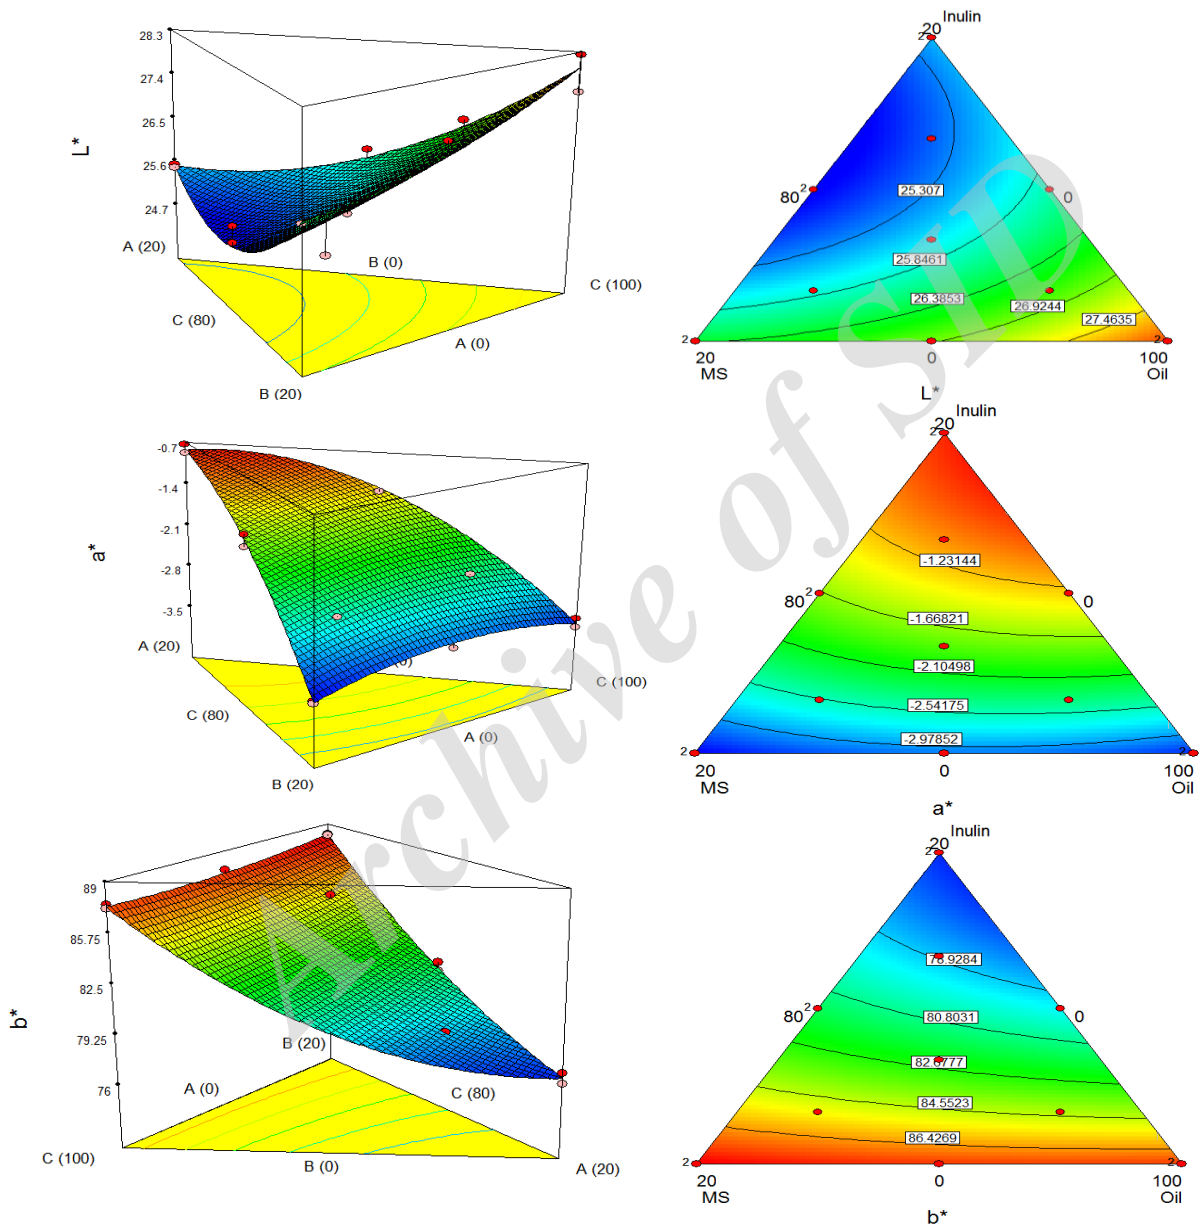 28.3
27.4
26.5
25.6
24.7
L*
A (20)
B (0)
C (100)
C (80)
A (0)
B (20)
Inulin
20
2
80
2
0
25.307
25.8461
26.3853
26.9244
27.4635
2
2
20
0
100
MS
Oil
L*
-0.7
-1.4
-2.1
-2.8
-3.5
a*
A (20)
C (100)
C (80)
A (0)
B (20)
Inulin
20
2
80
2
0
-1.23144
-1.66821
-2.10498
-2.54175
-2.97852
2
2
20
0
100
MS
Oil
a*
89
85.75
82.5
79.25
76
b*
B (20)
A (0)
C (80)
C (100)
B (0)
A (20)
Inulin
20
2
80
2
0
78.9284
80.8031
82.6777
84.5523
86.4269
2
2
20
0
100
MS
Oil
b*
Archive of SID